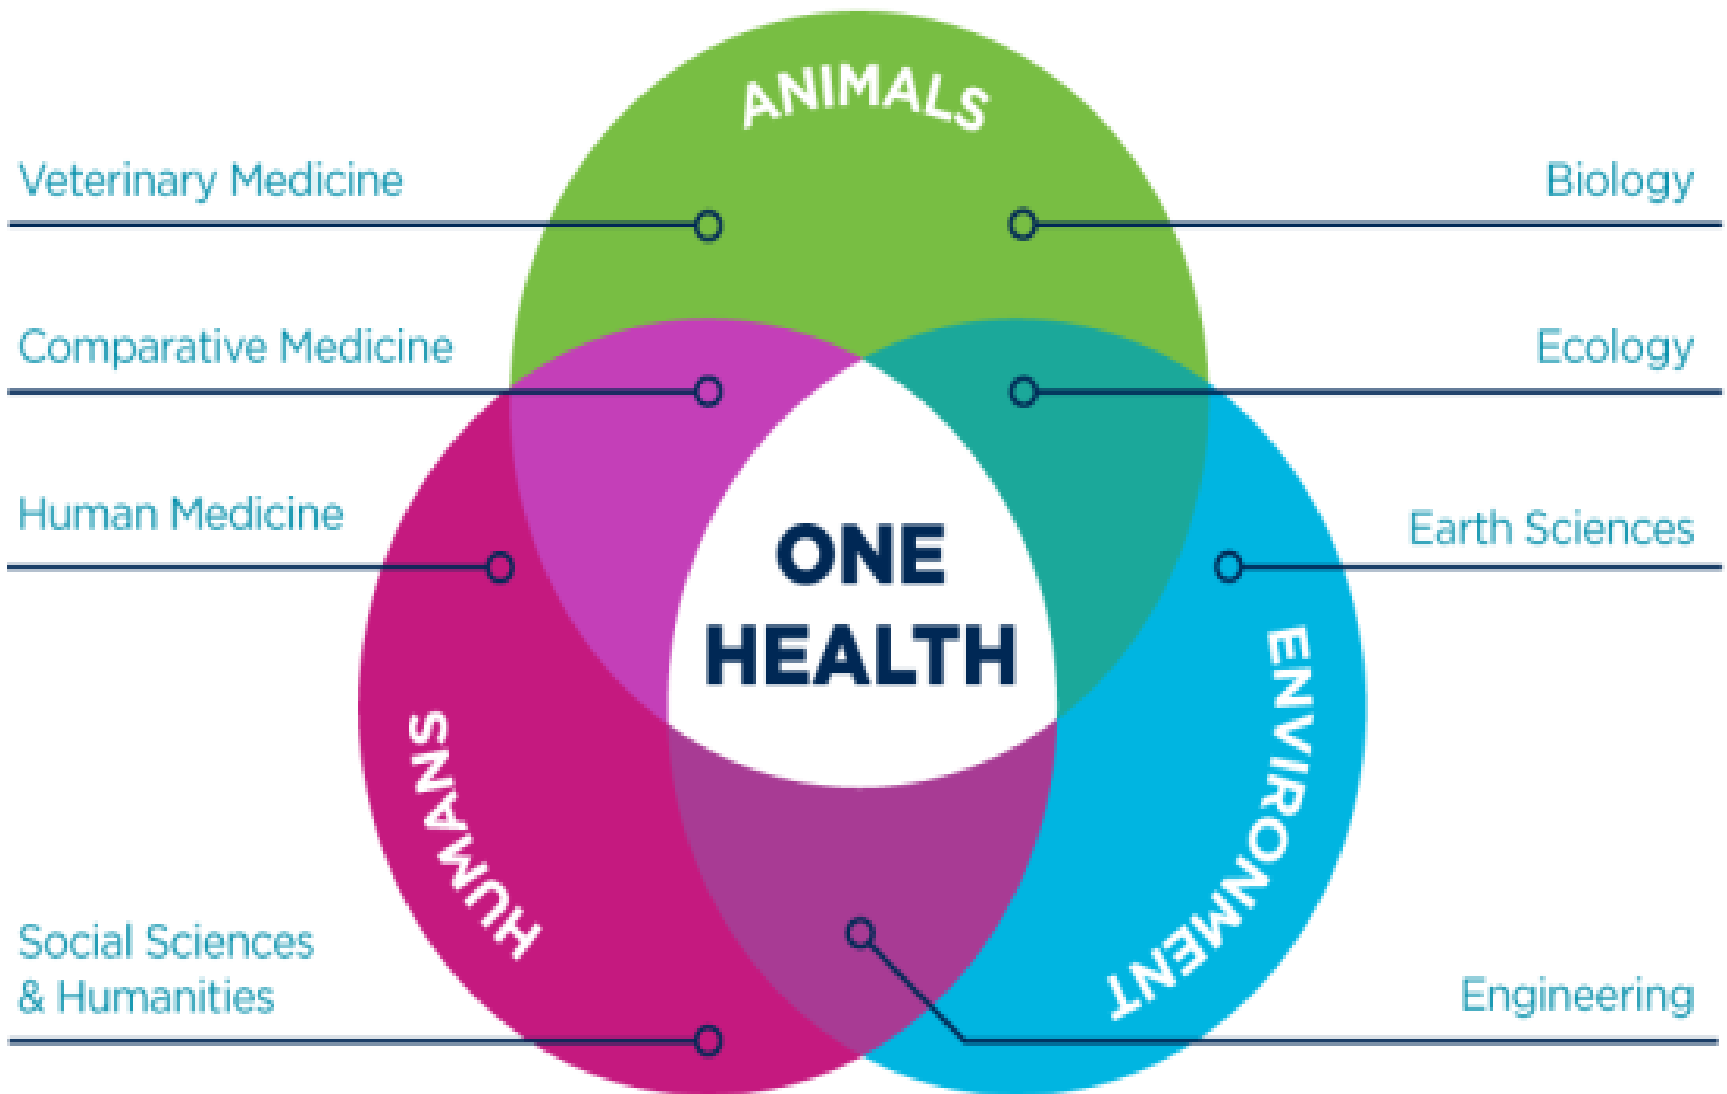 ANIMALS
Veterinary Medicine
Biology
Comparative Medicine
Ecology
Human Medicine
Earth Sciences
ONE
HEALTH
HUMANS
ENVIRONMENT
Social Sciences
& Humanities
Engineering